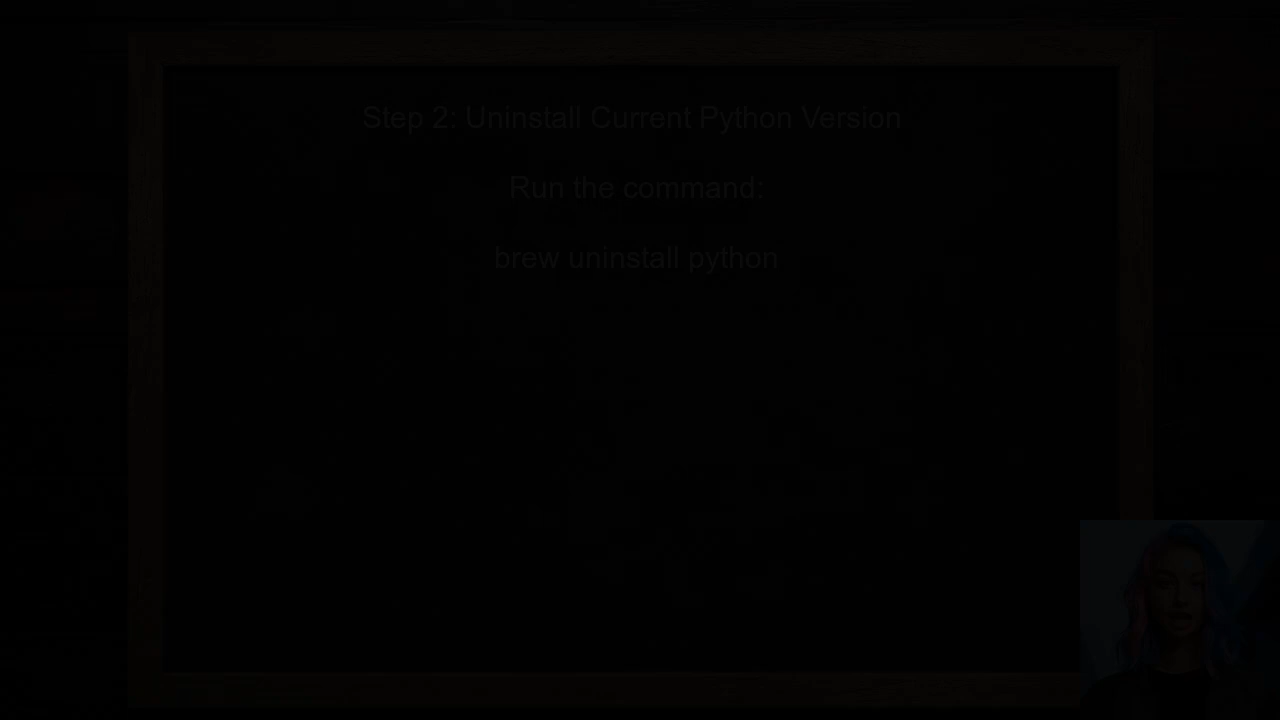 Step 2: Uninstall Current Python Version
Run the command:
brew uninstall python